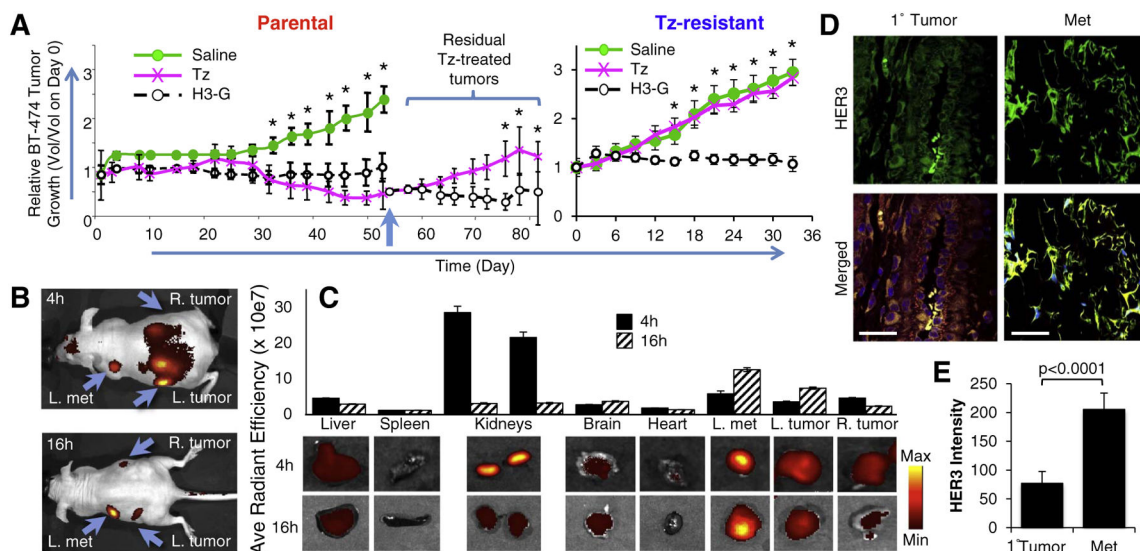 A
Parental
Tz-resistant
Relative BT-474 Tumor
Growth (Vol/Vol on Day 0)
3
2
1
0
Saline
Tz
H3-G
Residual
Tz-treated
tumors
* * * * * * *
* * *
0 10 20 30 40 50 60 70 80
3
2
1
0
Saline
Tz
H3-G
* * * * * * *
0 6 12 18 24 30 36
Time (Day)
B
4h
R. tumor
L. met
L. tumor
16h
R. tumor
L. met
L. tumor
C
Ave Radiant Efficiency (x 10e7)
30
20
10
0
4h
16h
Liver Spleen Kidneys Brain Heart L. met L. tumor R. tumor
4h
16h
Max
Min
D
1° Tumor
Met
HER3
Merged
E
p<0.0001
HER3 Intensity
250
200
150
100
50
0
1°Tumor
Met